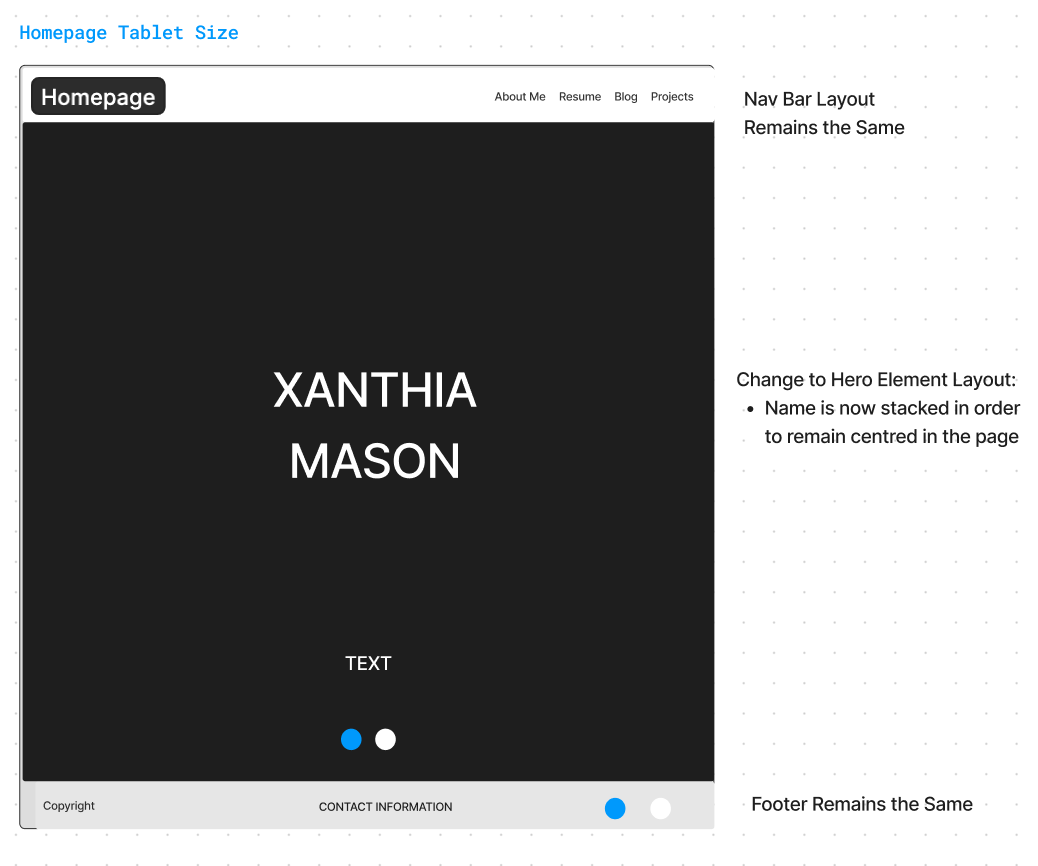 Homepage Tablet Size
Homepage
About Me Resume Blog Projects
Nav Bar Layout
Remains the Same
XANTHIA
MASON
Change to Hero Element Layout:
• Name is now stacked in order
to remain centred in the page
TEXT
Copyright
CONTACT INFORMATION
Footer Remains the Same